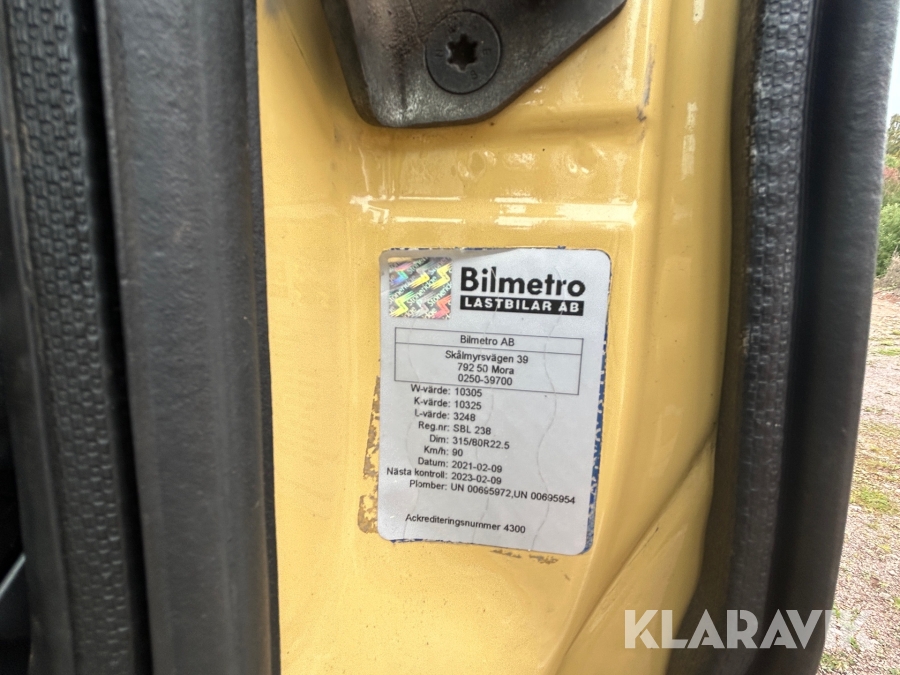 Bilmetro
LASTBILAR AB
Stoneridge
Bilmetro AB
Skålmyrsvägen 39
792 50 Mora
0250-39700
W-värde: 10305
K-värde: 10325
L-värde: 3248
Reg.nr: SBL 238
Dim: 315/80R22.5
Km/h: 90
Datum: 2021-02-09
Nästa kontroll: 2023-02-09
Plomber: UN 00695972,UN 00695954
Ackrediteringsnummer 4300
KLARAVIK